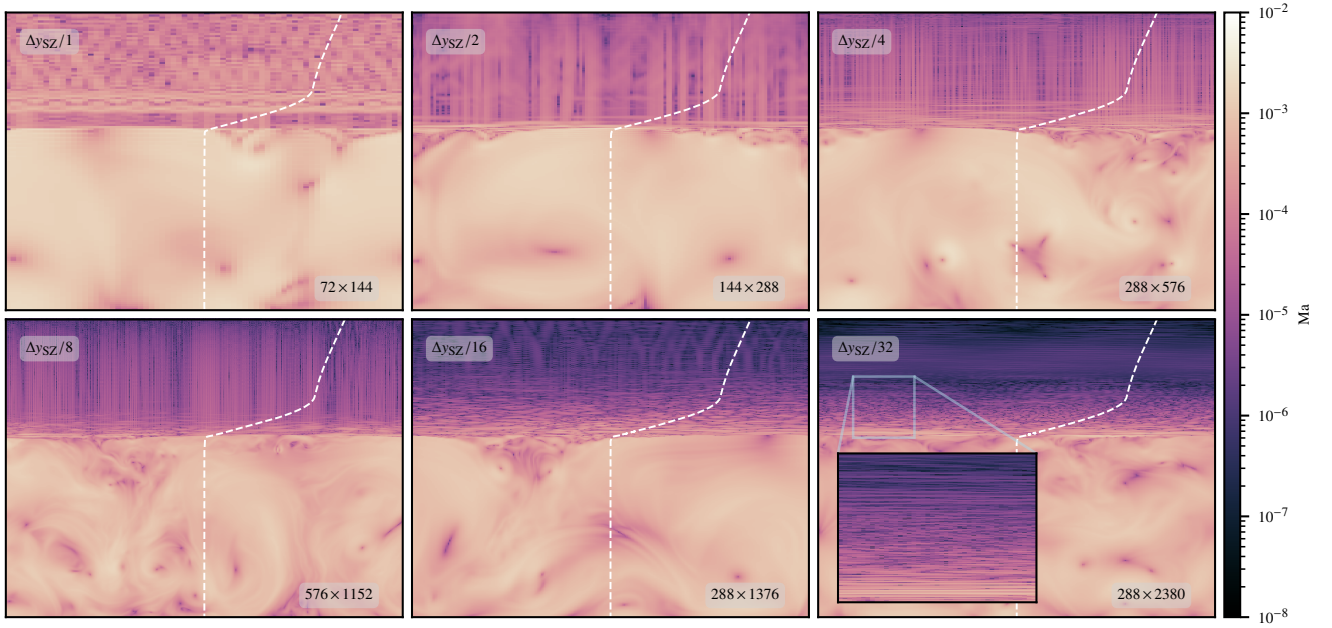 Δy_SZ/1
72 × 144
Δy_SZ/2
144 × 288
Δy_SZ/4
288 × 576
Δy_SZ/8
576 × 1152
Δy_SZ/16
288 × 1376
Δy_SZ/32
288 × 2380
10⁻²
10⁻³
10⁻⁴
10⁻⁵
10⁻⁶
10⁻⁷
10⁻⁸
Ma